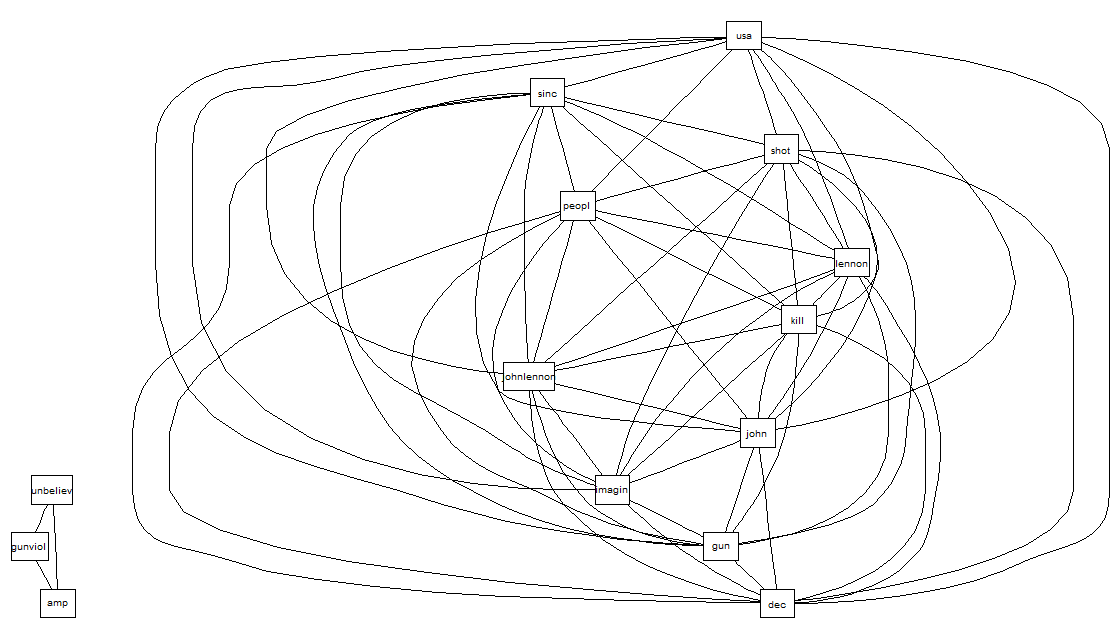 usa
sinc
shot
peopl
lennon
kill
johnlennon
john
unbeliev
imagin
gunviol
gun
amp
dec